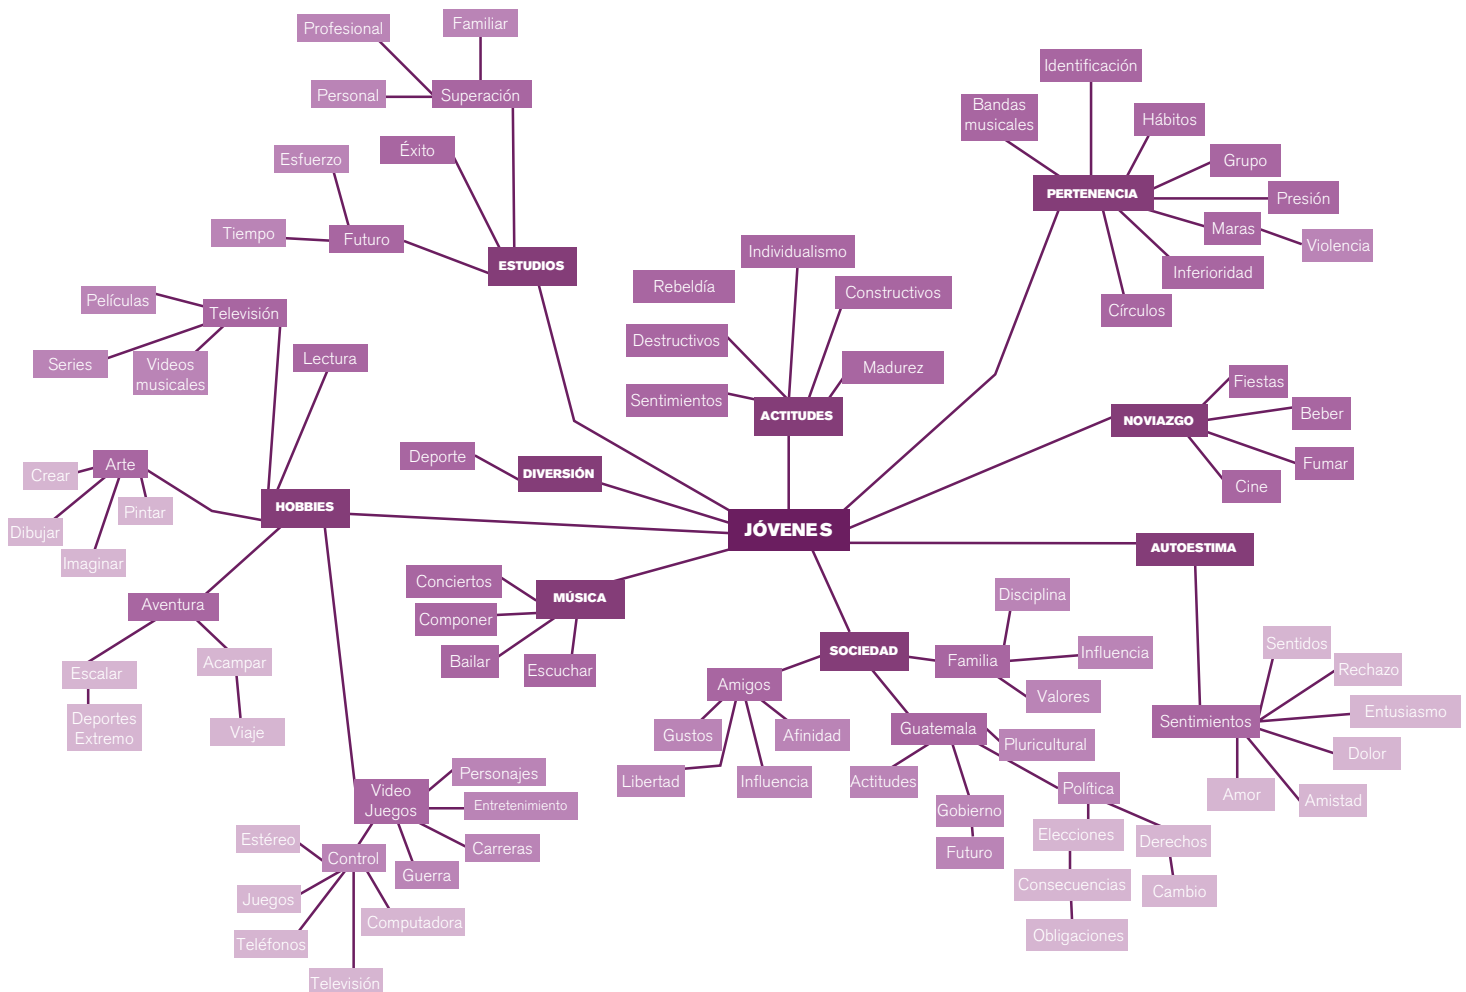 Profesional
Familiar
Personal
Superación
Éxito
Esfuerzo
Tiempo
Futuro
ESTUDIOS
Películas
Televisión
Series
Videos
musicales
Lectura
Arte
Crear
Pintar
Dibujar
Imaginar
HOBBIES
Aventura
Escalar
Acampar
Deportes
Extremo
Viaje
Video
Juegos
Personajes
Entretenimiento
Carreras
Guerra
Control
Estéreo
Juegos
Teléfonos
Televisión
Computadora
Deporte
DIVERSIÓN
Individualismo
Rebeldía
Constructivos
Destructivos
Madurez
Sentimientos
ACTITUDES
JÓVENES
Conciertos
Componer
Bailar
Escuchar
MÚSICA
Identificación
Bandas
musicales
Hábitos
Grupo
PERTENENCIA
Presión
Maras
Violencia
Inferioridad
Círculos
NOVIAZGO
Fiestas
Beber
Fumar
Cine
AUTOESTIMA
Sentimientos
Sentidos
Rechazo
Entusiasmo
Dolor
Amistad
Amor
SOCIEDAD
Familia
Disciplina
Influencia
Valores
Amigos
Gustos
Afinidad
Libertad
Influencia
Guatemala
Pluricultural
Actitudes
Gobierno
Futuro
Política
Elecciones
Derechos
Consecuencias
Cambio
Obligaciones